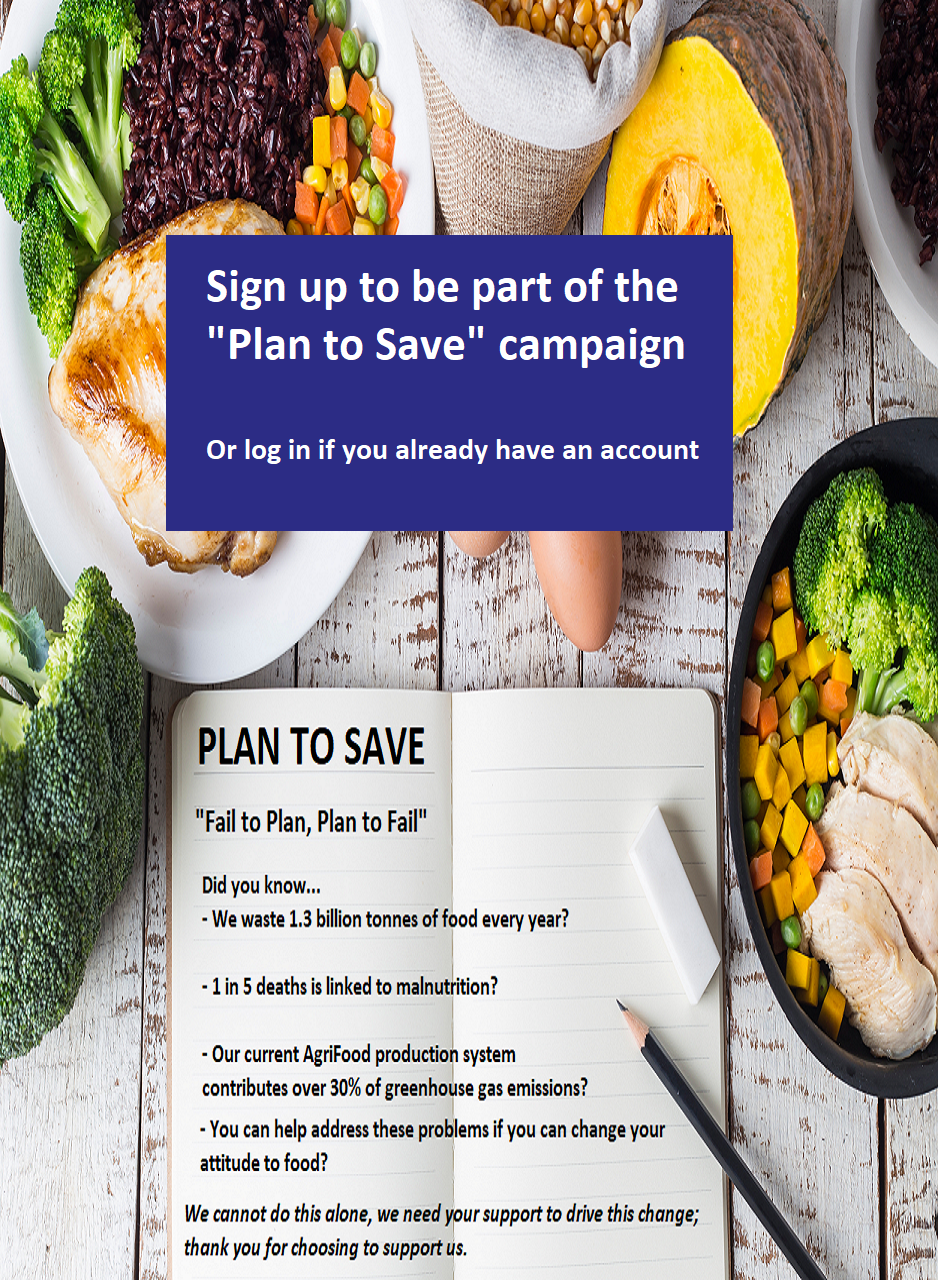 Sign up to be part of the
"Plan to Save" campaign
Or log in if you already have an account
PLAN TO SAVE
"Fail to Plan, Plan to Fail"
Did you know...
- We waste 1.3 billion tonnes of food every year?
- 1 in 5 deaths is linked to malnutrition?
- Our current AgriFood production system
contributes over 30% of greenhouse gas emissions?
- You can help address these problems if you can change your
attitude to food?
We cannot do this alone, we need your support to drive this change;
thank you for choosing to support us.